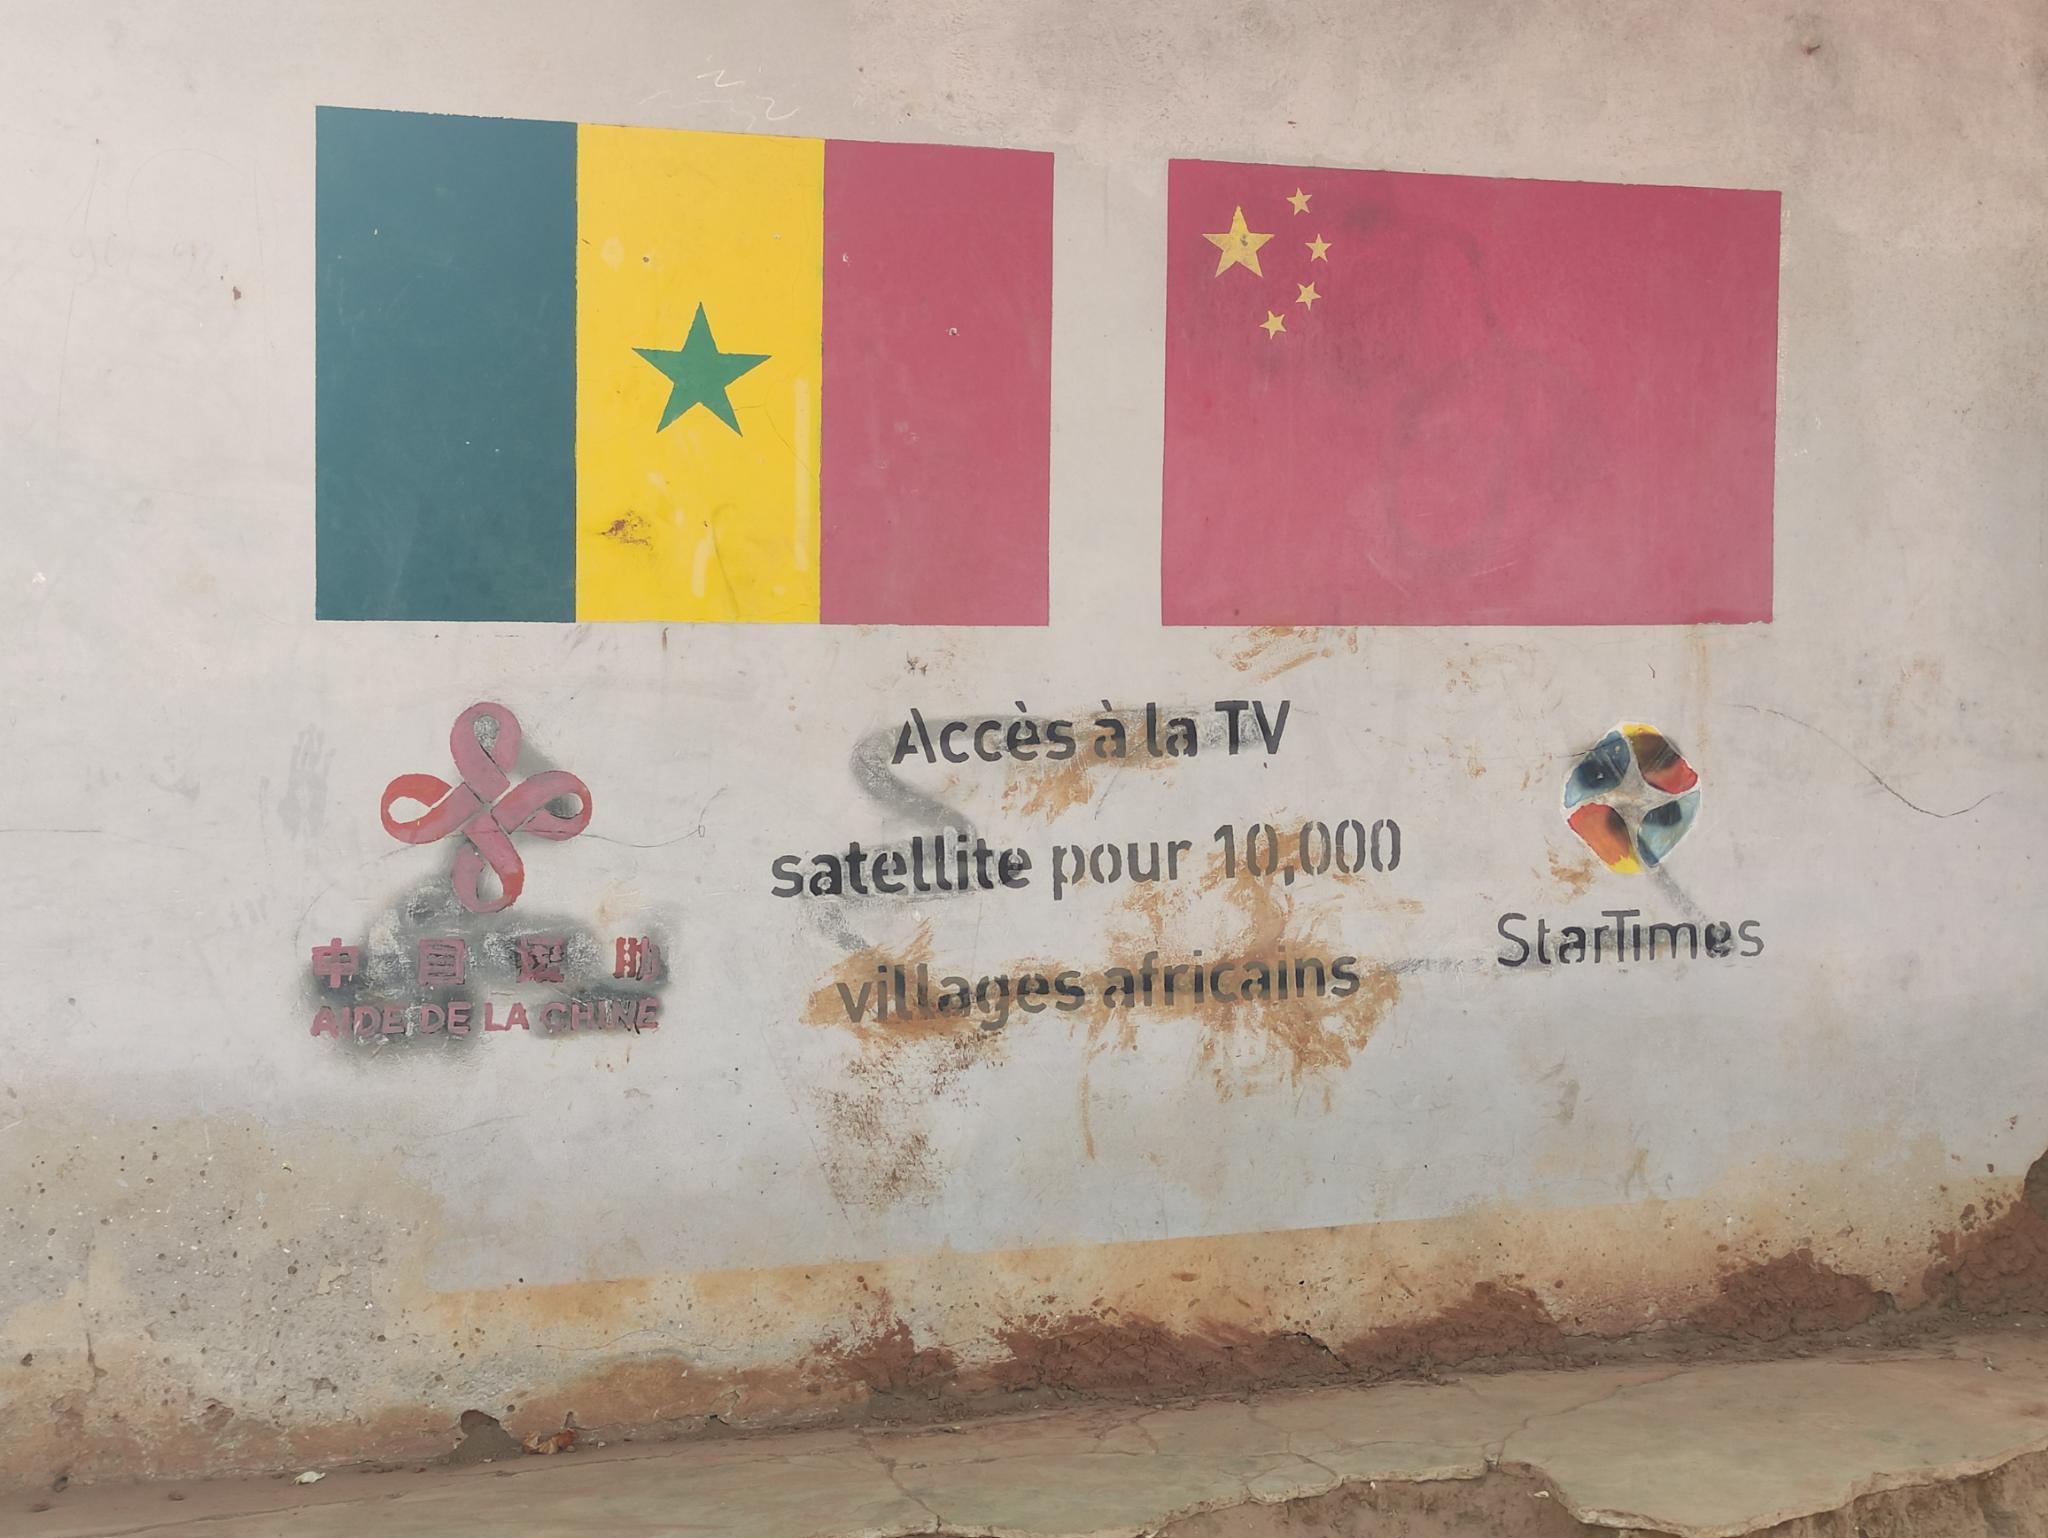 Accès à la TV
satellite pour 10,000
villages africains
中国援助
AIDE DE LA CHINE
StarTimes